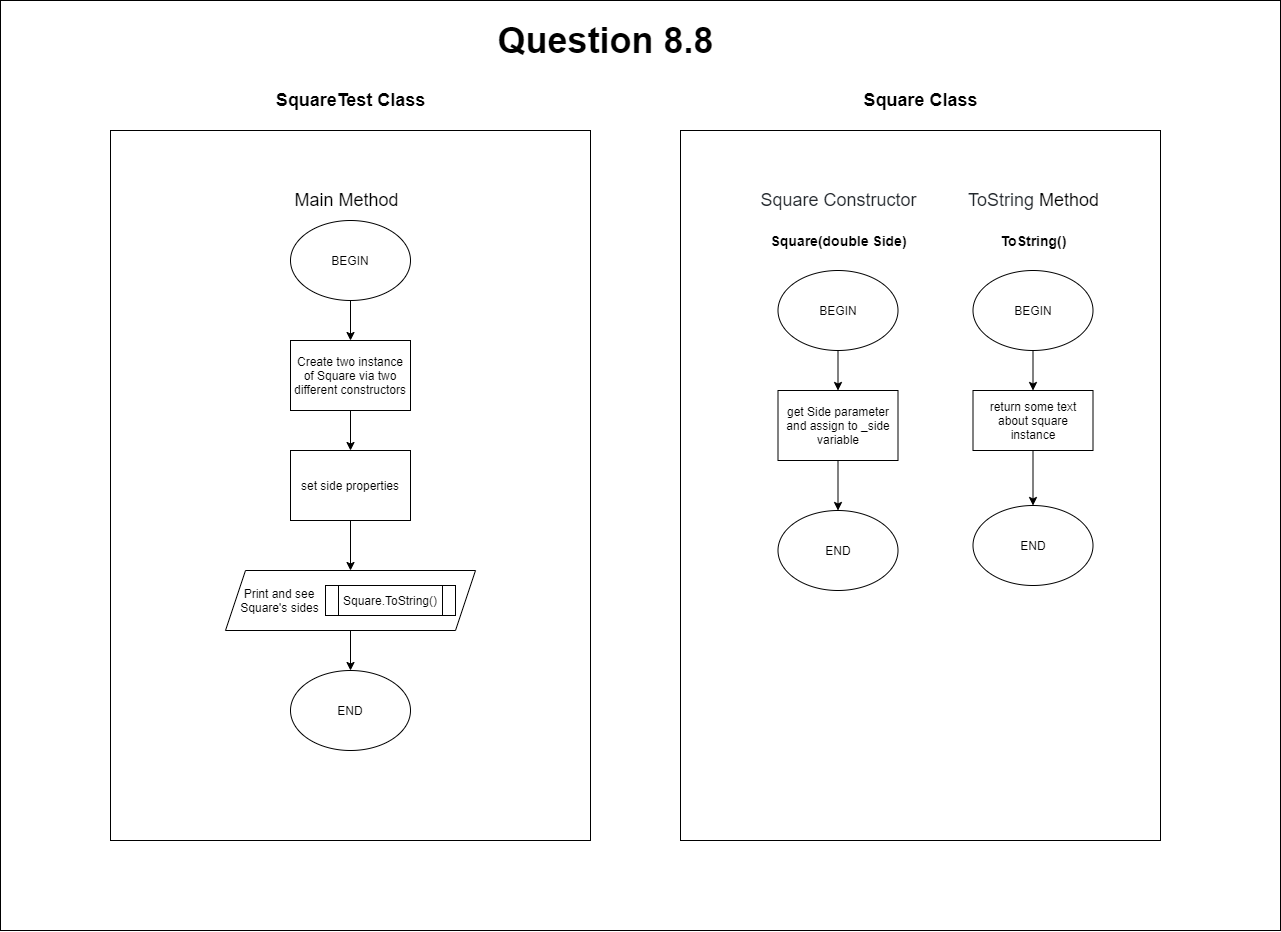 Question 8.8
SquareTest Class
Main Method
BEGIN
Create two instance
of Square via two
different constructors
set side properties
Print and see
Square's sides
Square.ToString()
END
Square Class
Square Constructor
Square(double Side)
BEGIN
get Side parameter
and assign to _side
variable
END
ToString Method
ToString()
BEGIN
return some text
about square
instance
END